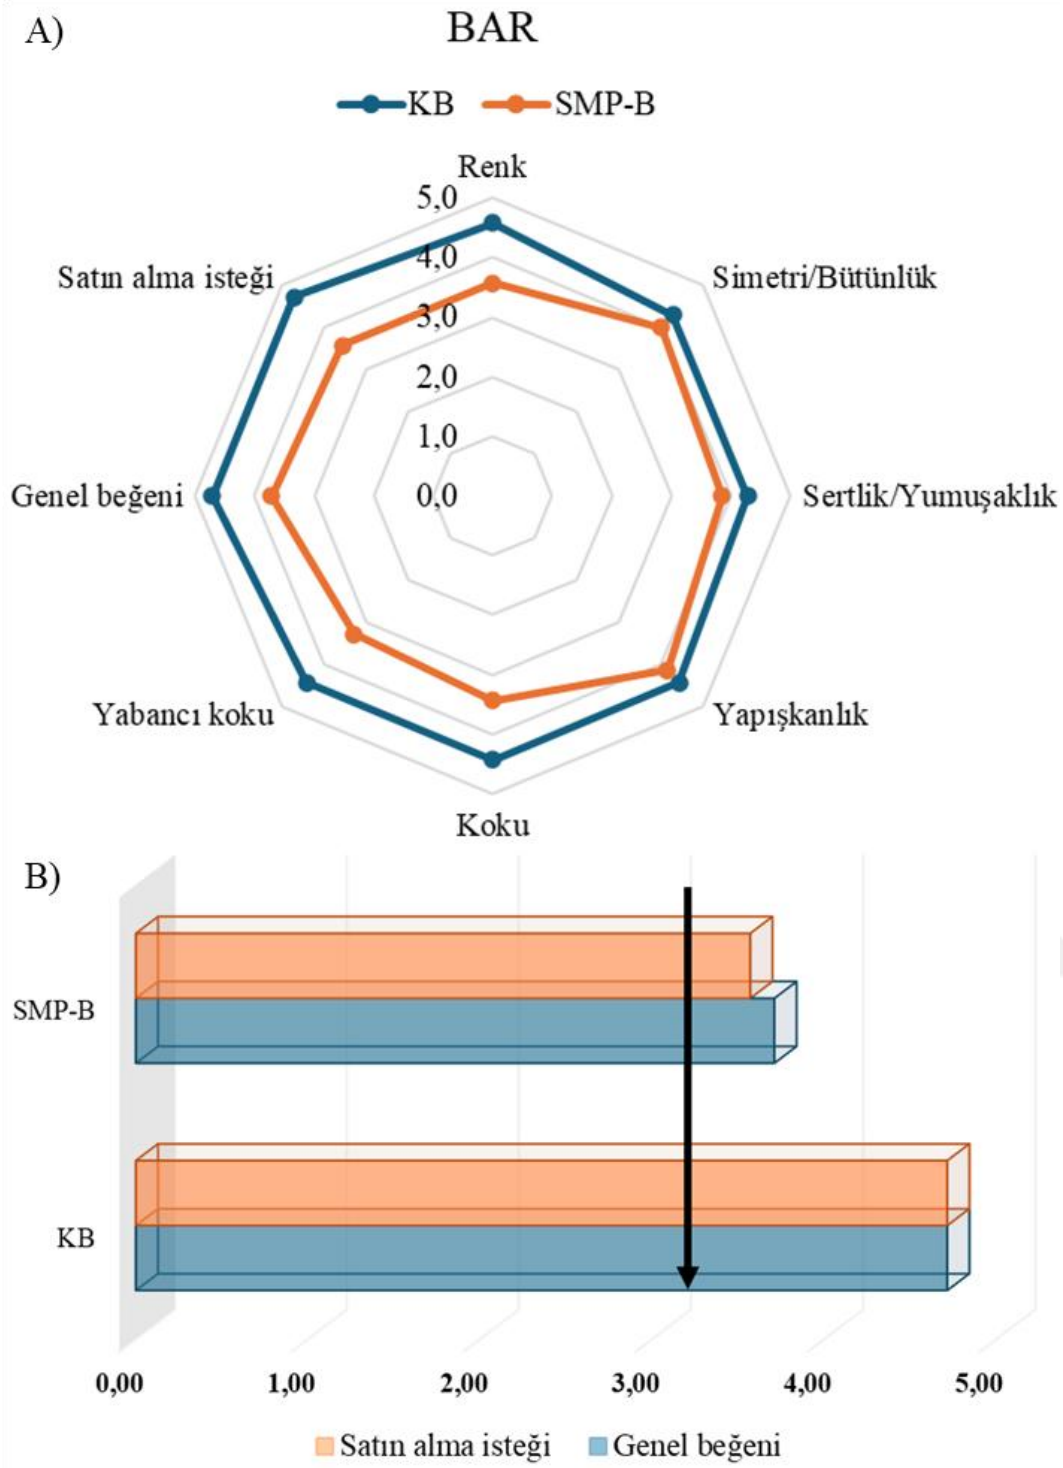 A)
BAR
KB SMP-B
Renk
5,0
Satın alma isteği 4,0 Simetri/Bütünlük
3,0
2,0
1,0
Genel beğeni 0,0 Sertlik/Yumuşaklık
Yabancı koku Yapışkanlık
Koku
B)
SMP-B
KB
0,00 1,00 2,00 3,00 4,00 5,00
Satın alma isteği Genel beğeni